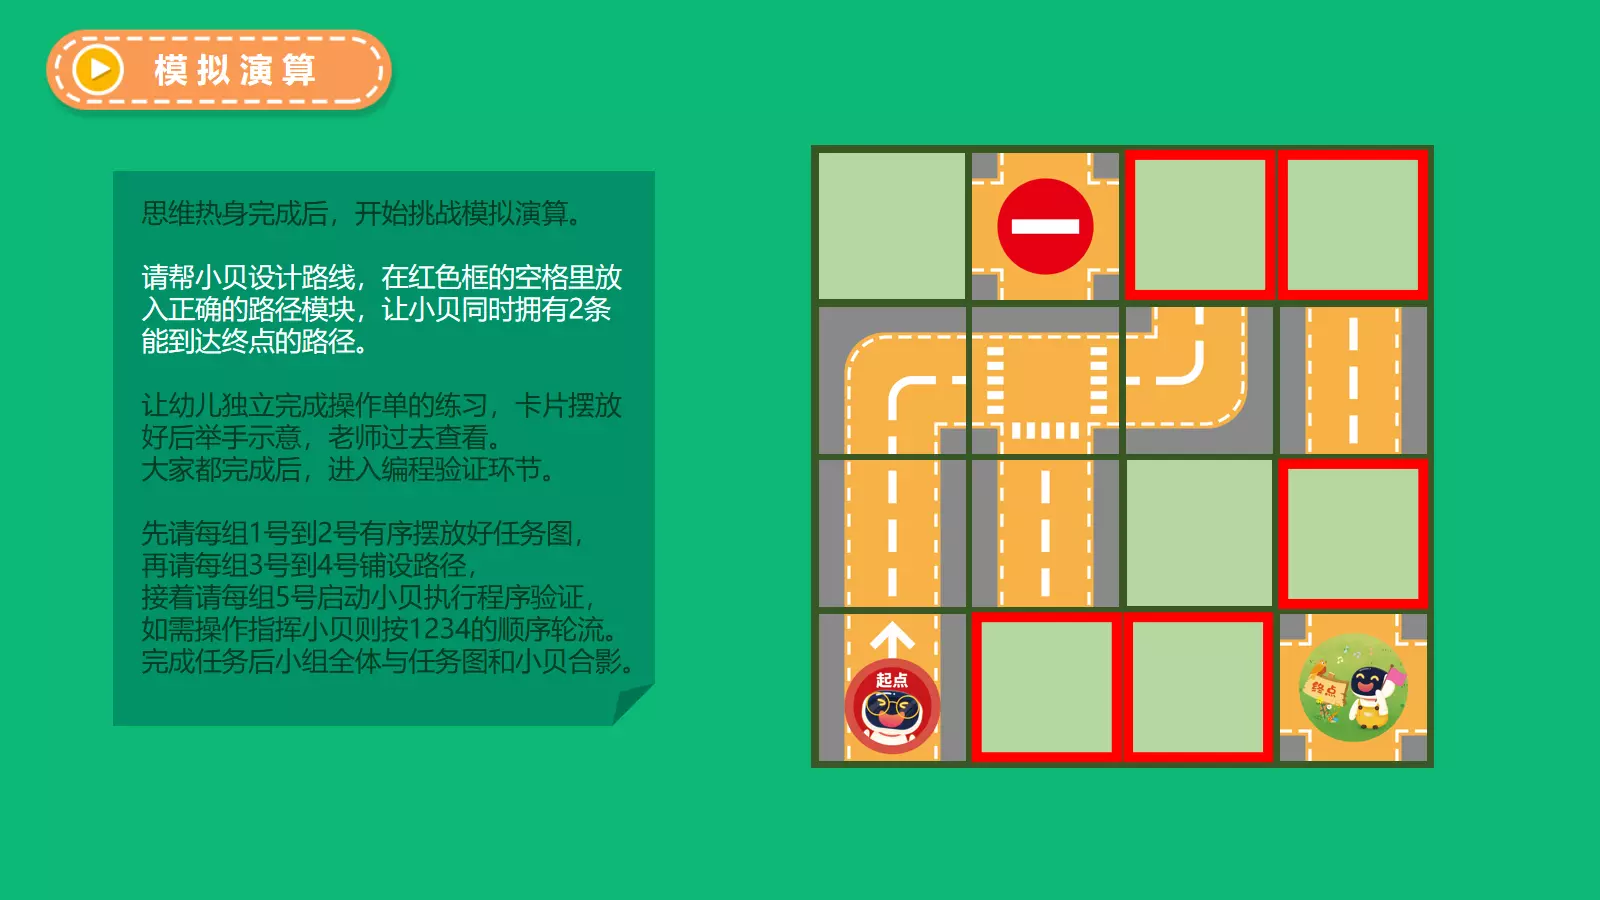 模拟演算
思维热身完成后，开始挑战模拟演算。
请帮小贝设计路线，在红色框的空格里放
入正确的路径模块，让小贝同时拥有2条
能到达终点的路径。
让幼儿独立完成操作单的练习，卡片摆放
好后举手示意，老师过去查看。
大家都完成后，进入编程验证环节。
先请每组1号到2号有序摆放好任务图，
再请每组3号到4号铺设路径，
接着请每组5号启动小贝执行程序验证，
如需操作指挥小贝则按1234的顺序轮流。
完成任务后小组全体与任务图和小贝合影。
起点
终点